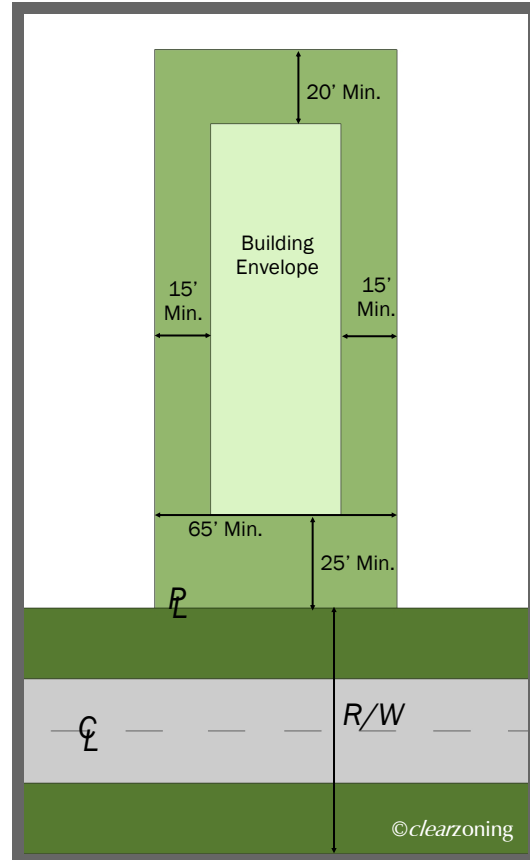 20' Min.
Building
Envelope
15'
Min.
15'
Min.
65' Min.
25' Min.
PL
R/W
CL
©clearzoning